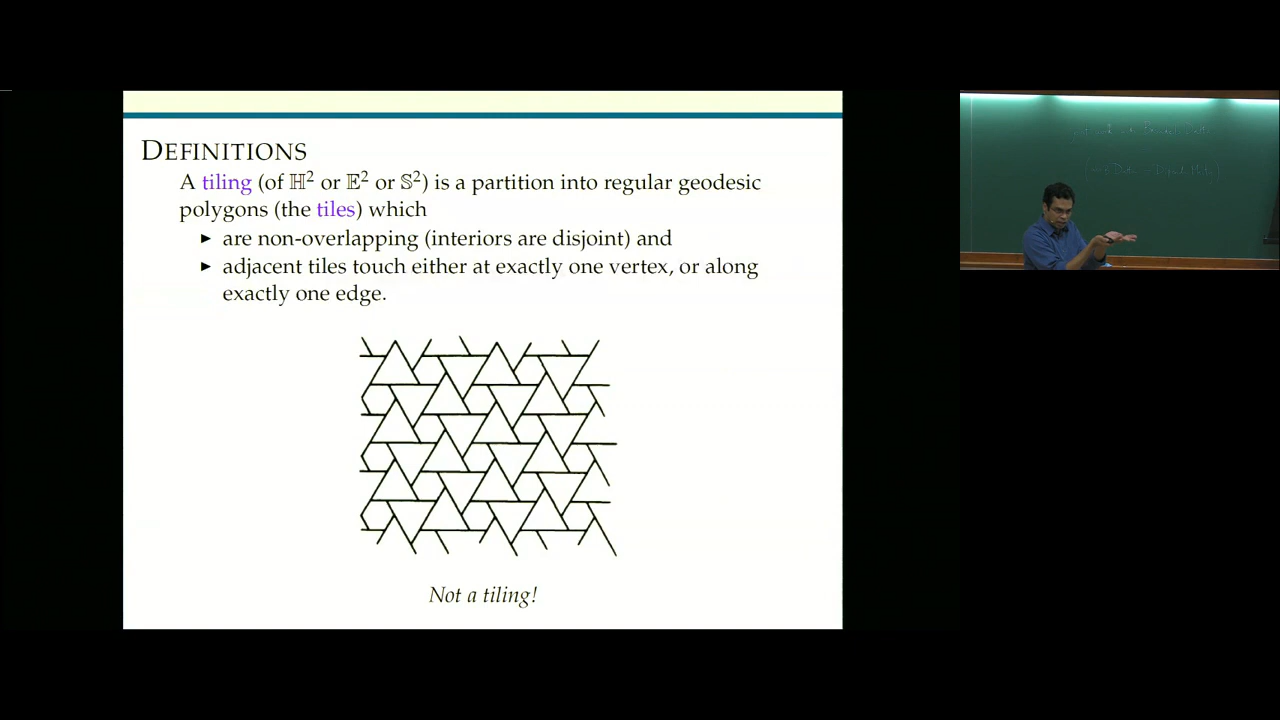 DEFINITIONS
A tiling (of ℍ² or 𝔼² or 𝕊²) is a partition into regular geodesic
polygons (the tiles) which
▶ are non-overlapping (interiors are disjoint) and
▶ adjacent tiles touch either at exactly one vertex, or along
exactly one edge.
Not a tiling!